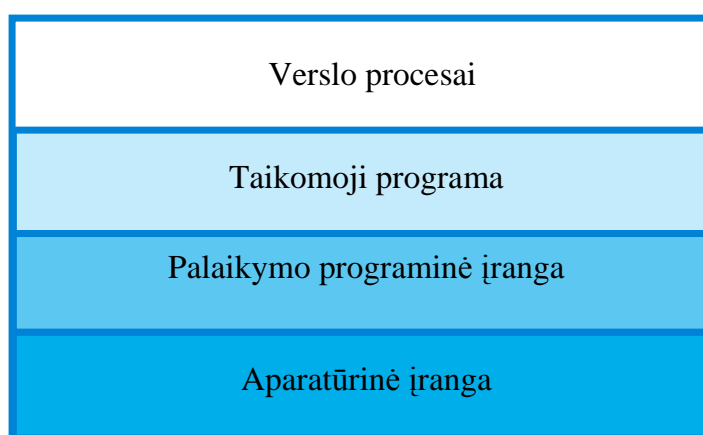 Verslo procesai
Taikomoji programa
Palaikymo programinė įranga
Aparatūrinė įranga